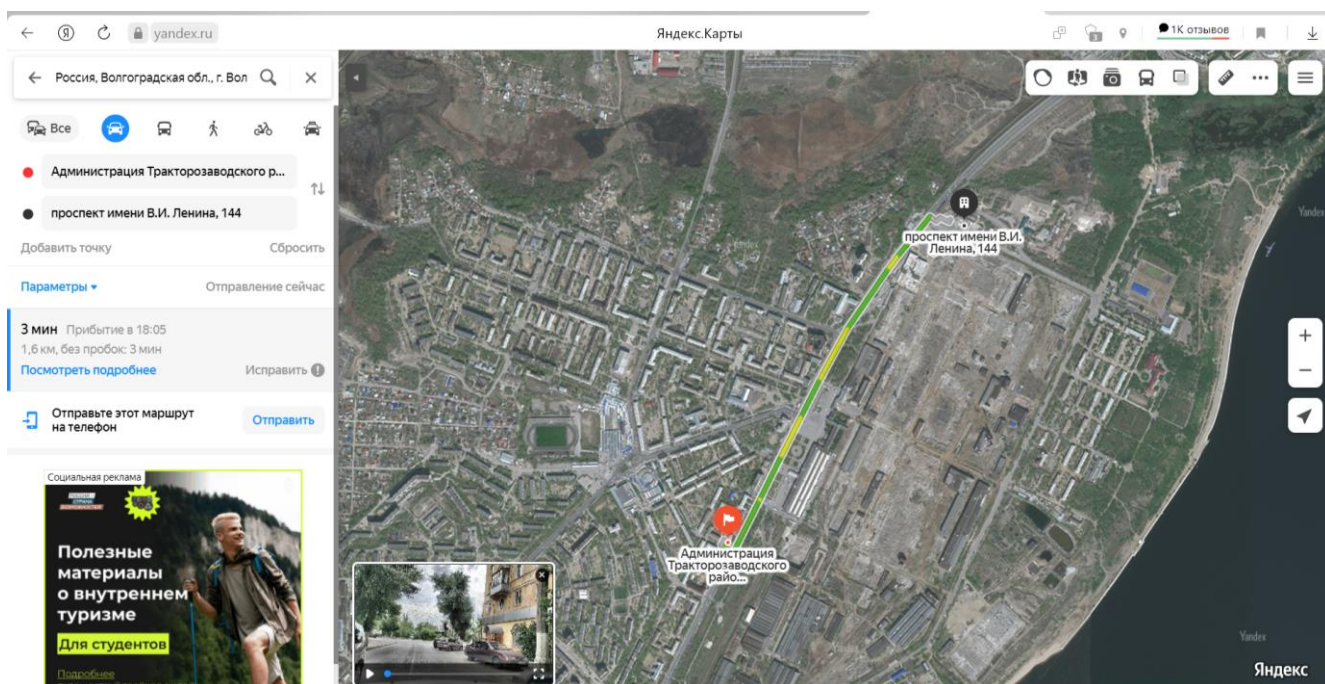 yandex.ru
Яндекс.Карты
3
1K отзывов
Россия, Волгоградская обл., г. Вол
Все
Администрация Тракторозаводского р...
проспект имени В.И. Ленина, 144
Добавить точку
Сбросить
Параметры
Отправление сейчас
3 мин Прибытие в 18:05
1,6 км, без пробок: 3 мин
Посмотреть подробнее
Исправить
Отправьте этот маршрут
на телефон
Отправить
Социальная реклама
Полезные
материалы
о внутреннем
туризме
Для студентов
Подробнее
проспект имени В.И.
Ленина, 144
Администрация
Тракторозаводского
райо...
Yandex
Yandex
Яндекс